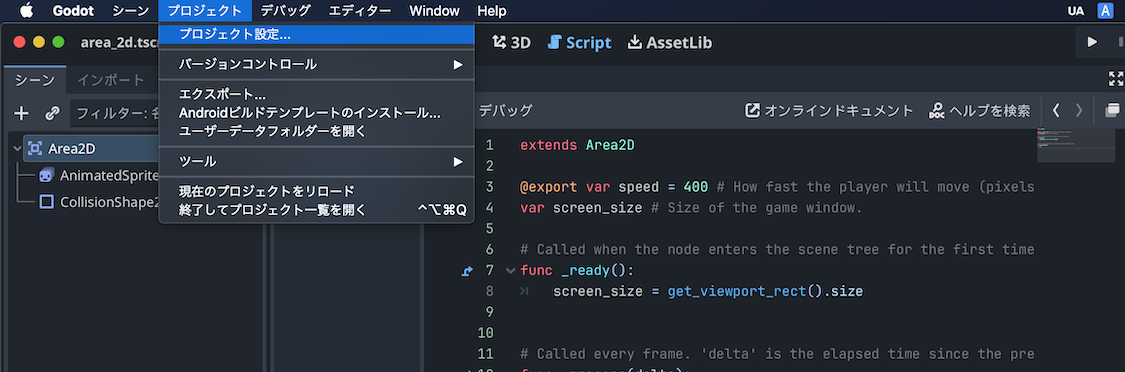 Godot シーン プロジェクト デバッグ エディター Window Help UA A
area_2d.tsc 3D Script AssetLib
プロジェクト設定...
バージョンコントロール
エクスポート...
Androidビルドテンプレートのインストール...
ユーザーデータフォルダーを開く
ツール
現在のプロジェクトをリロード
終了してプロジェクト一覧を開く ^⌥⌘Q
シーン インポート
フィルター: 名
Area2D
AnimatedSprite
CollisionShape2
デバッグ オンラインドキュメント DOC ヘルプを検索
1 extends Area2D
2
3 @export var speed = 400 # How fast the player will move (pixels
4 var screen_size # Size of the game window.
5
6 # Called when the node enters the scene tree for the first time
7 func _ready():
8 screen_size = get_viewport_rect().size
9
10
11 # Called every frame. 'delta' is the elapsed time since the pre